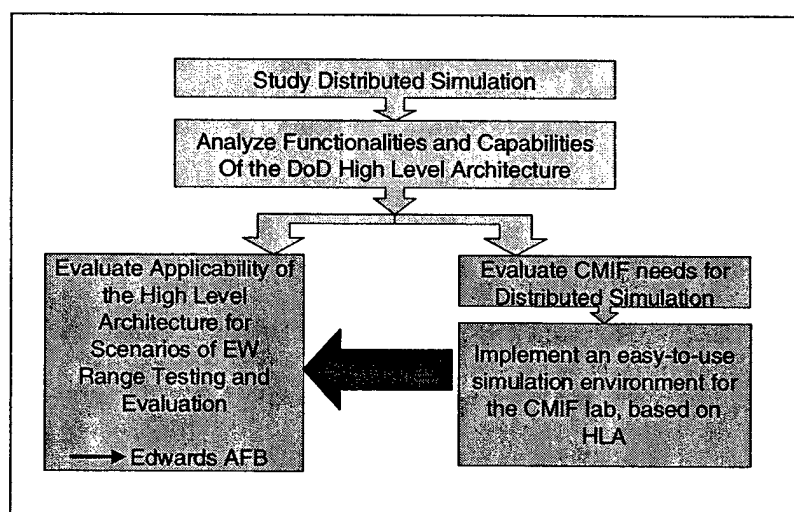 Study Distributed Simulation
Analyze Functionalities and Capabilities
Of the DoD High Level Architecture
Evaluate Applicability of
the High Level
Architecture for
Scenarios of EW
Range Testing and
Evaluation
Edwards AFB
Evaluate CMIF needs for
Distributed Simulation
Implement an easy-to-use
simulation environment for
the CMIF lab, based on
HLA